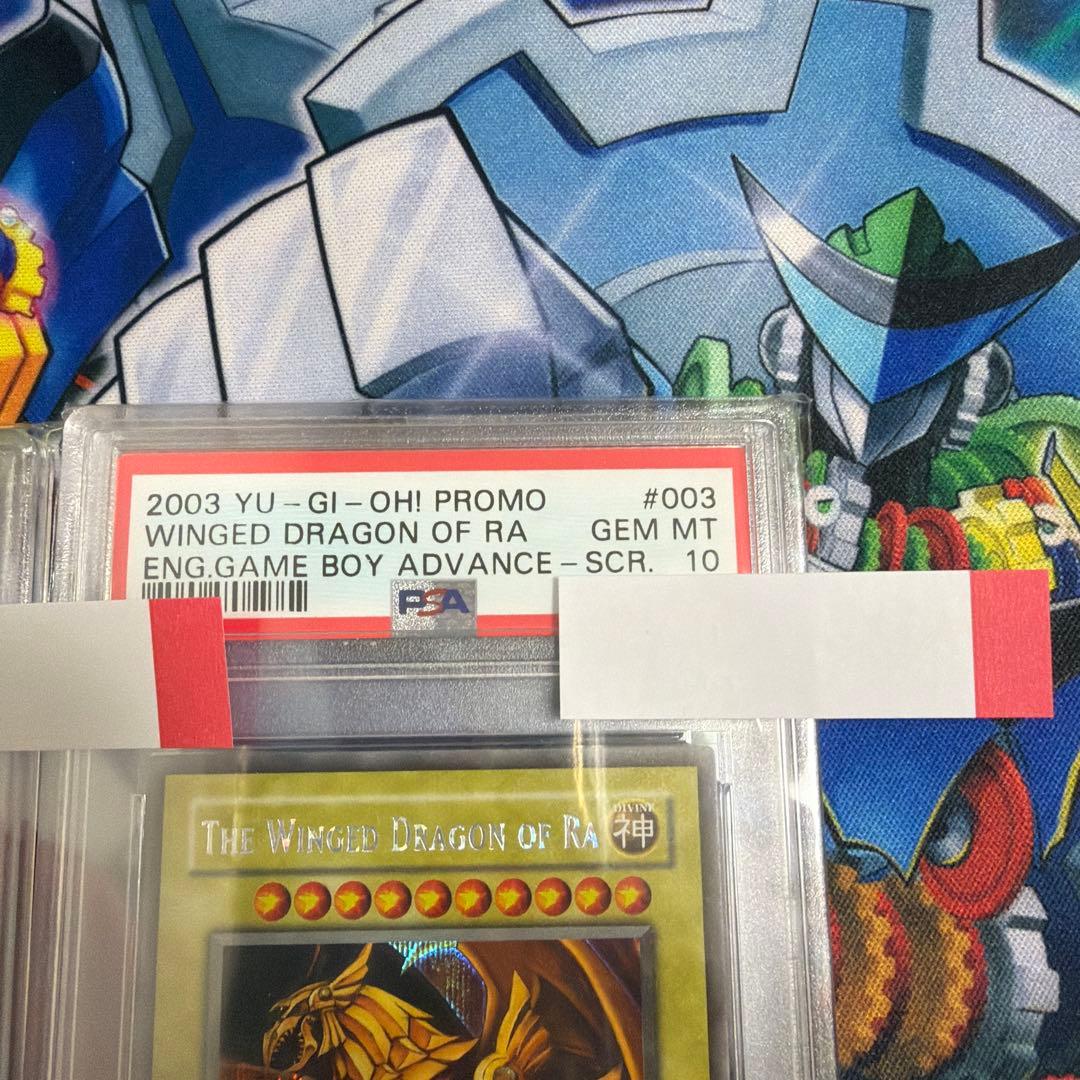 2003 YU-GI-OH! PROMO #003
WINGED DRAGON OF RA GEM MT
ENG.GAME BOY ADVANCE-SCR. 10
PSA
THE WINGED DRAGON OF RA
DIVINE
神